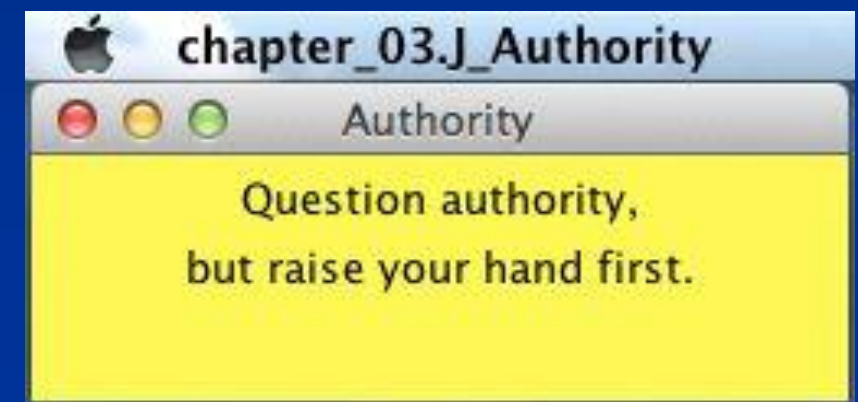 chapter_03.J_Authority
Authority
Question authority,
but raise your hand first.